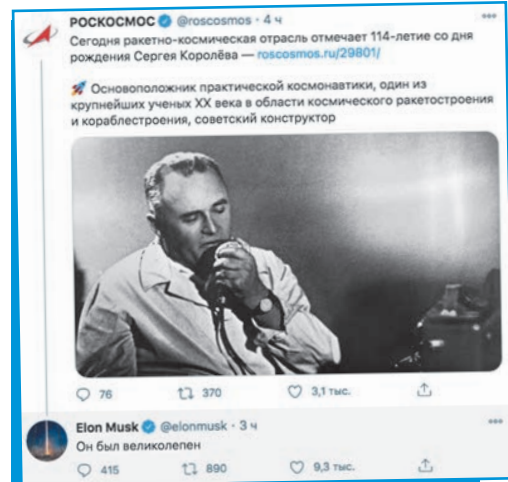 РОСКОСМОС @roscosmos · 4 ч
Сегодня ракетно-космическая отрасль отмечает 114-летие со дня
рождения Сергея Королёва — roscosmos.ru/29801/
🚀 Основоположник практической космонавтики, один из
крупнейших ученых XX века в области космического ракетостроения
и кораблестроения, советский конструктор
76 370 3,1 тыс.
Elon Musk @elonmusk · 3 ч
Он был великолепен
415 890 9,3 тыс.